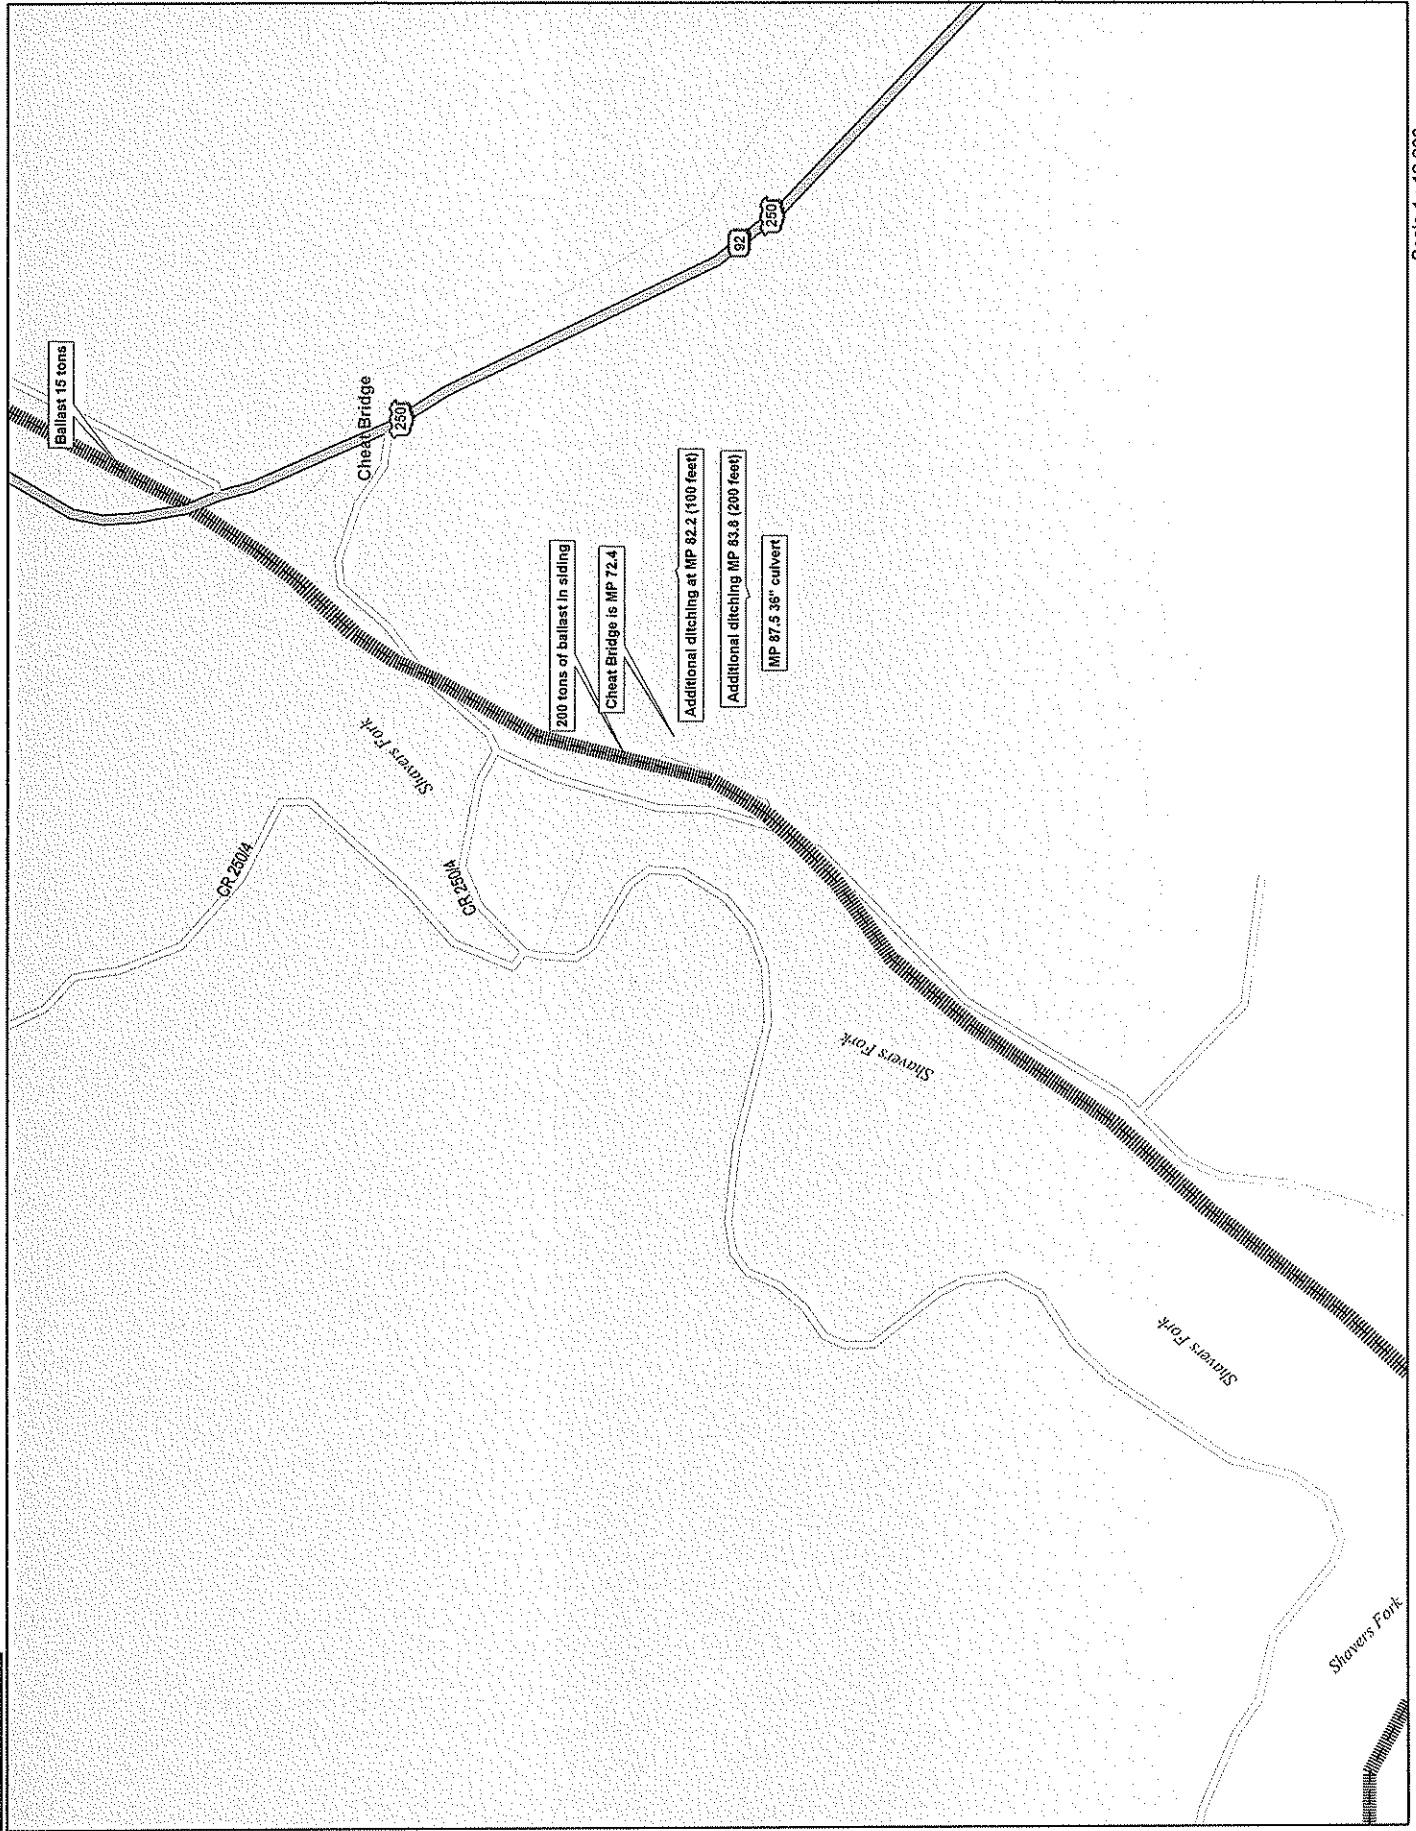 Ballast 15 tons
Cheat Bridge
250
92
250
200 tons of ballast in siding
Cheat Bridge is MP 72.4
Additional ditching at MP 82.2 (100 feet)
Additional ditching MP 83.8 (200 feet)
MP 87.5 36" culvert
Shavers Fork
CR 250/4
CR 250/4
Shavers Fork
Shavers Fork
Shavers Fork